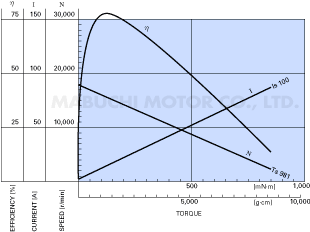 η I N
75 150 30,000
η
50 100 20,000
I Is 100
MABUCHI MOTOR CO., LTD.
25 50 10,000
N Ts 981
500 [mN·m] 1,000
5,000 [g·cm] 10,000
TORQUE
EFFICIENCY [%]
CURRENT [A]
SPEED [r/min]